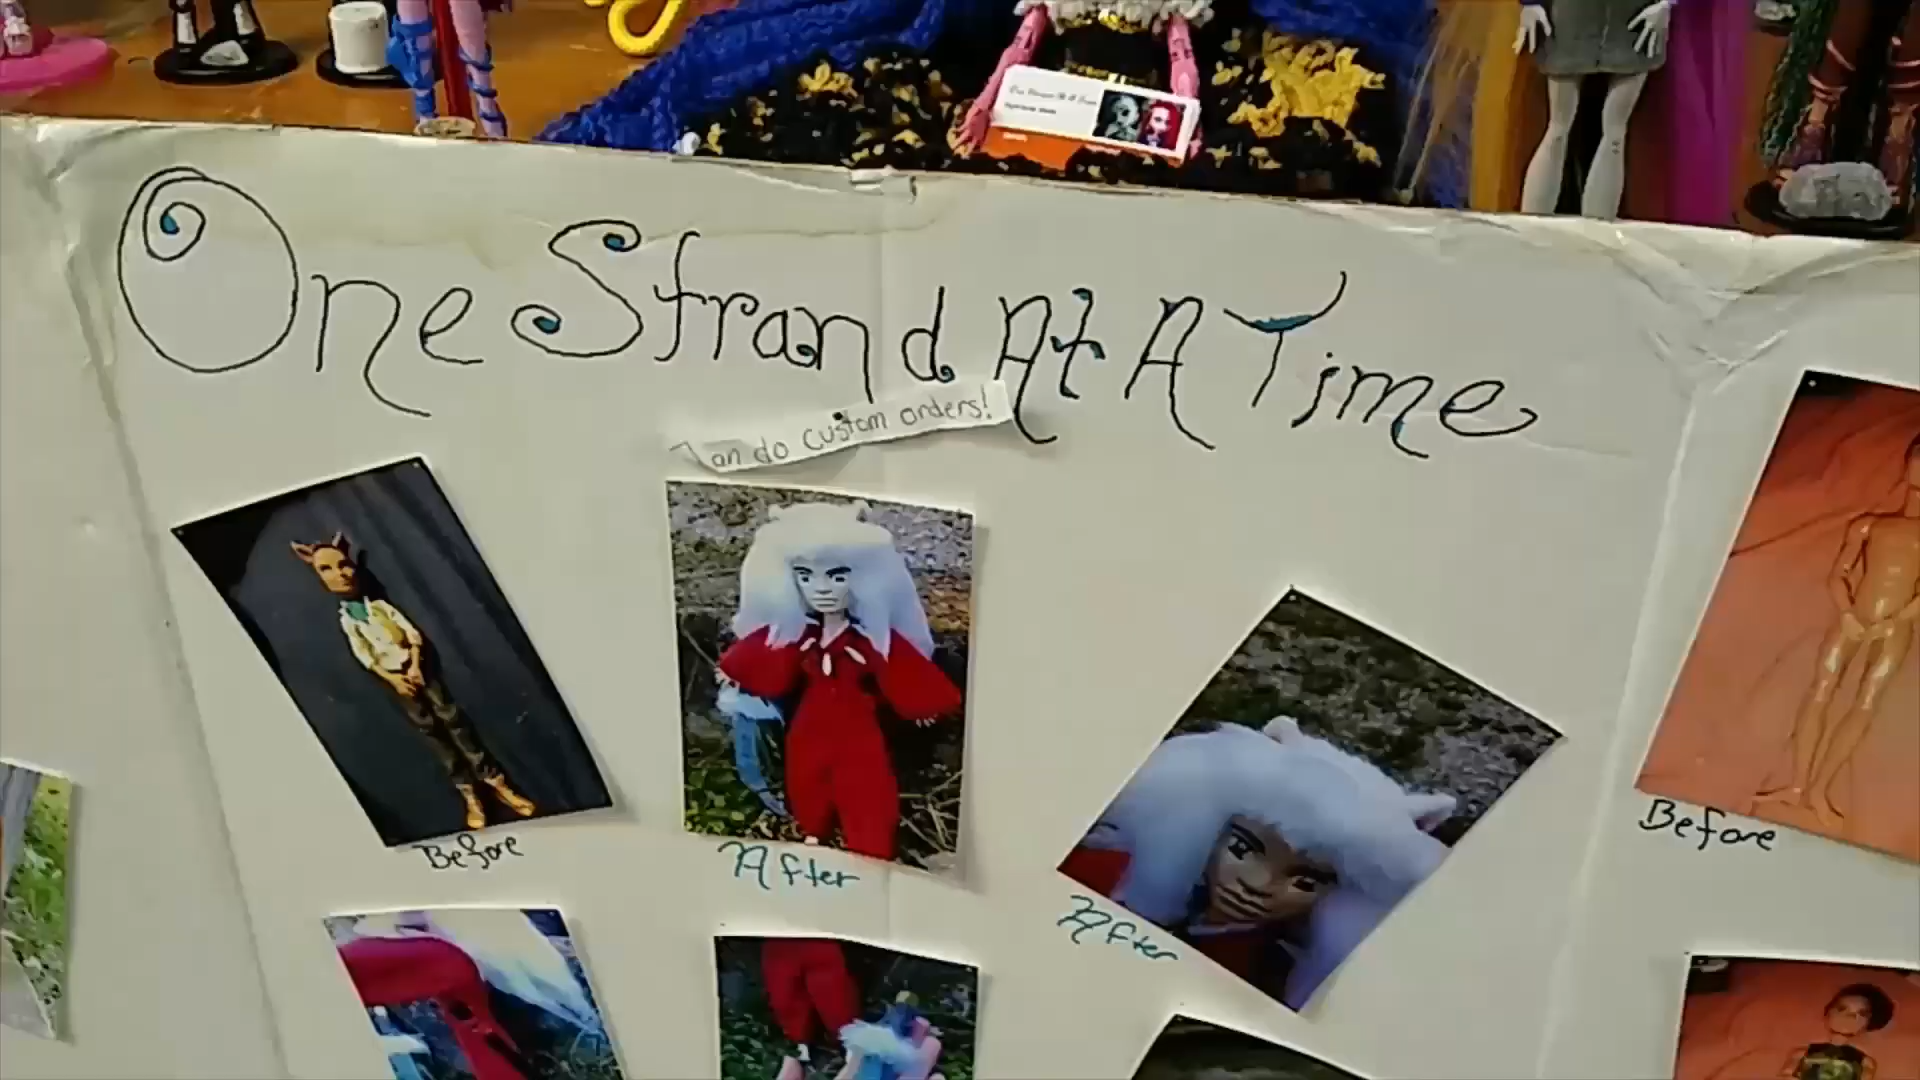 One Strand At A Time
an do custom orders!
Before
After
After
Before